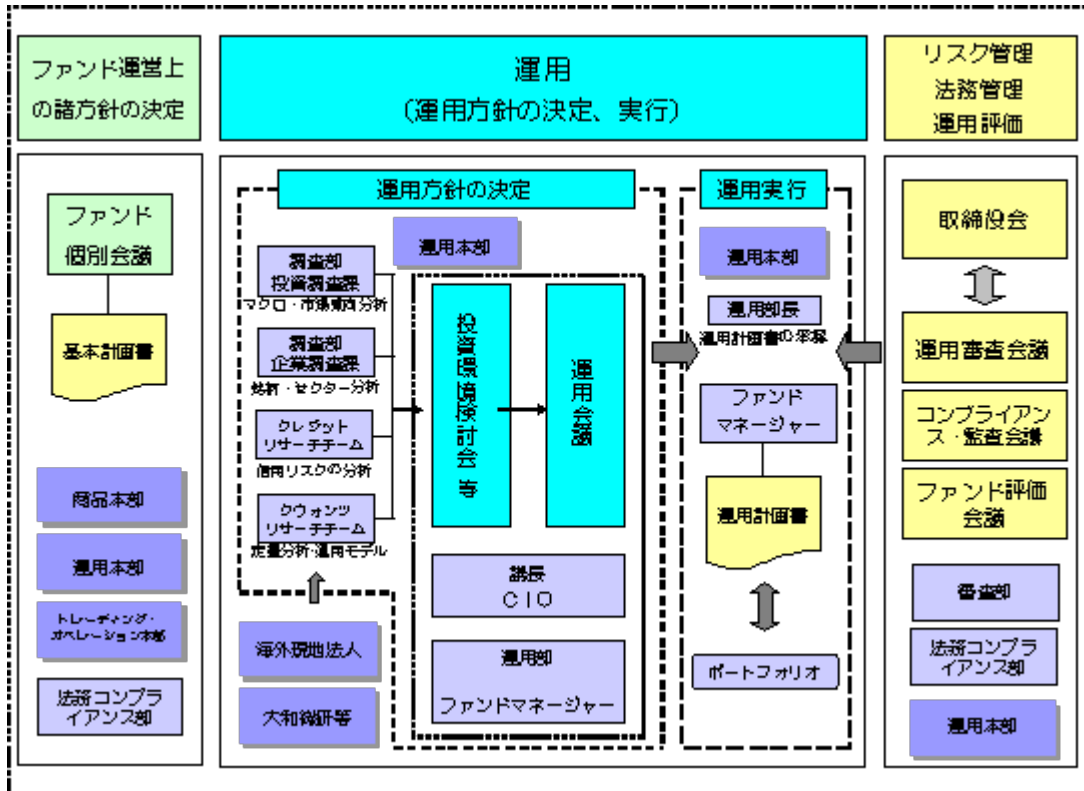 ファンド運営上
の諸方針の決定
ファンド
個別会議
基本計画書
商品本部
運用本部
トレーディング・
オペレーション本部
法務コンプラ
イアンス部
運用
(運用方針の決定、実行)
運用方針の決定
運用本部
調査部
投資調査課
マクロ・市場動向分析
調査部
企業調査課
銘柄・セクター分析
クレジット
リサーチチーム
信用リスクの分析
クウォンツ
リサーチチーム
定量分析・運用モデル
海外現地法人
大和総研等
投資環境検討会 等
運用会議
議長
CIO
運用部
ファンドマネージャー
運用実行
運用本部
運用部長
運用計画書の承認
ファンド
マネージャー
運用計画書
ポートフォリオ
リスク管理
法務管理
運用評価
取締役会
運用審査会議
コンプライアン
ス・監査会議
ファンド評価
会議
審査部
法務コンプラ
イアンス部
運用本部